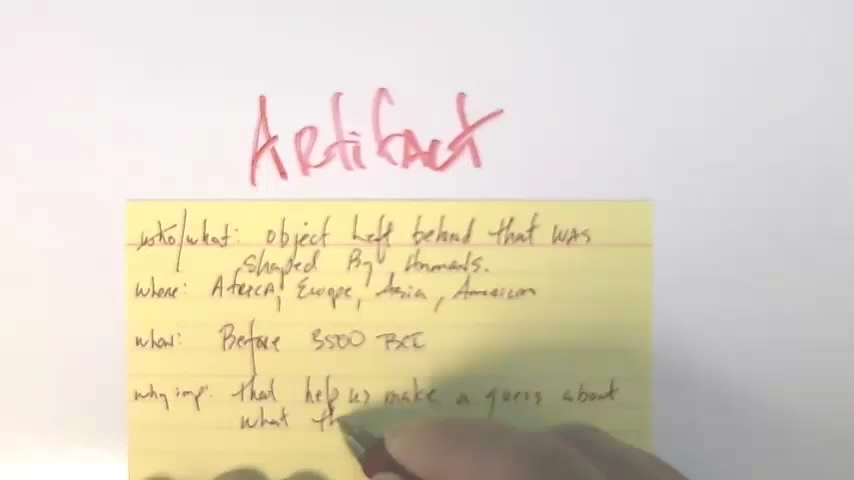 Artifact
who/what: object left behind that was
shaped By Humans.
where: Africa, Europe, Asia, Americas
when: Before 3500 BCE
why imp: that help us make a guess about
what th